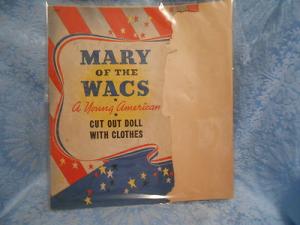 MARY
OF THE
WACS
A Young American
CUT OUT DOLL
WITH CLOTHES